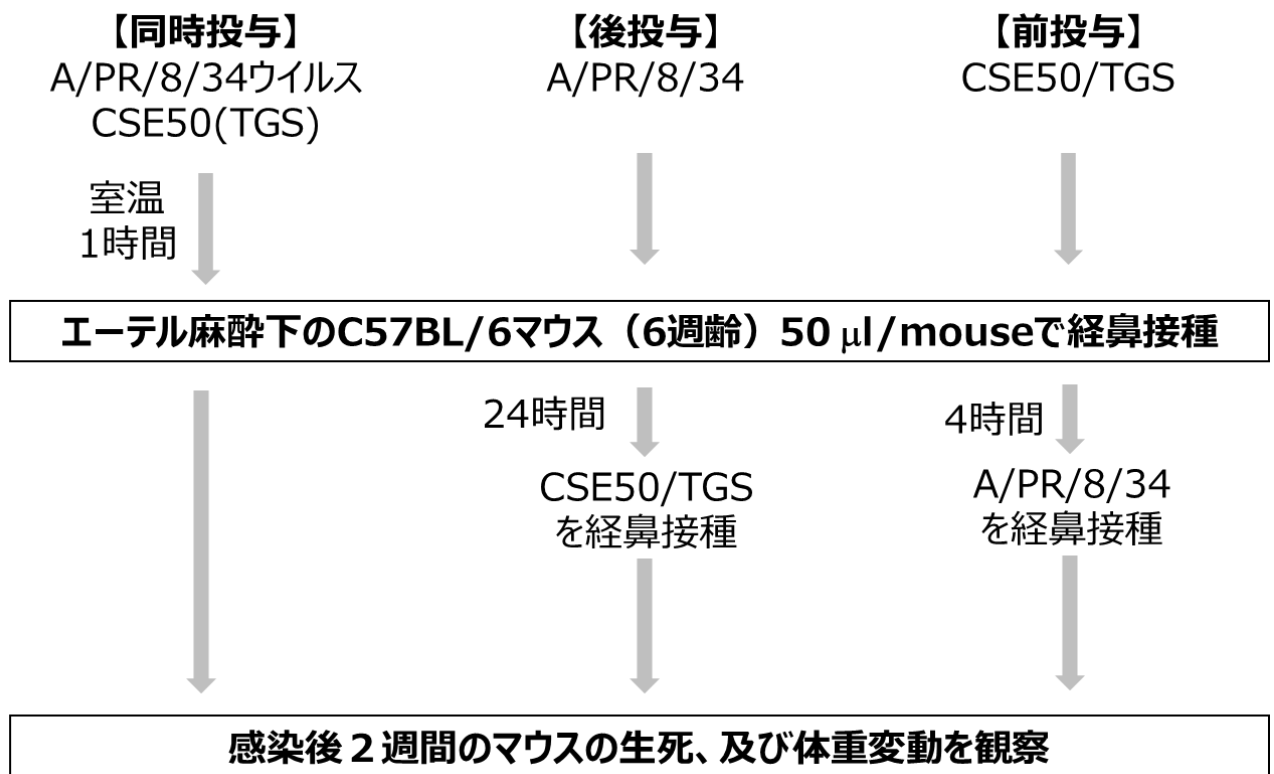 【同時投与】
A/PR/8/34ウイルス
CSE50(TGS)
室温
1時間
【後投与】
A/PR/8/34
【前投与】
CSE50/TGS
エーテル麻酔下のC57BL/6マウス（6週齢）50 μl/mouseで経鼻接種
24時間
CSE50/TGS
を経鼻接種
4時間
A/PR/8/34
を経鼻接種
感染後２週間のマウスの生死、及び体重変動を観察